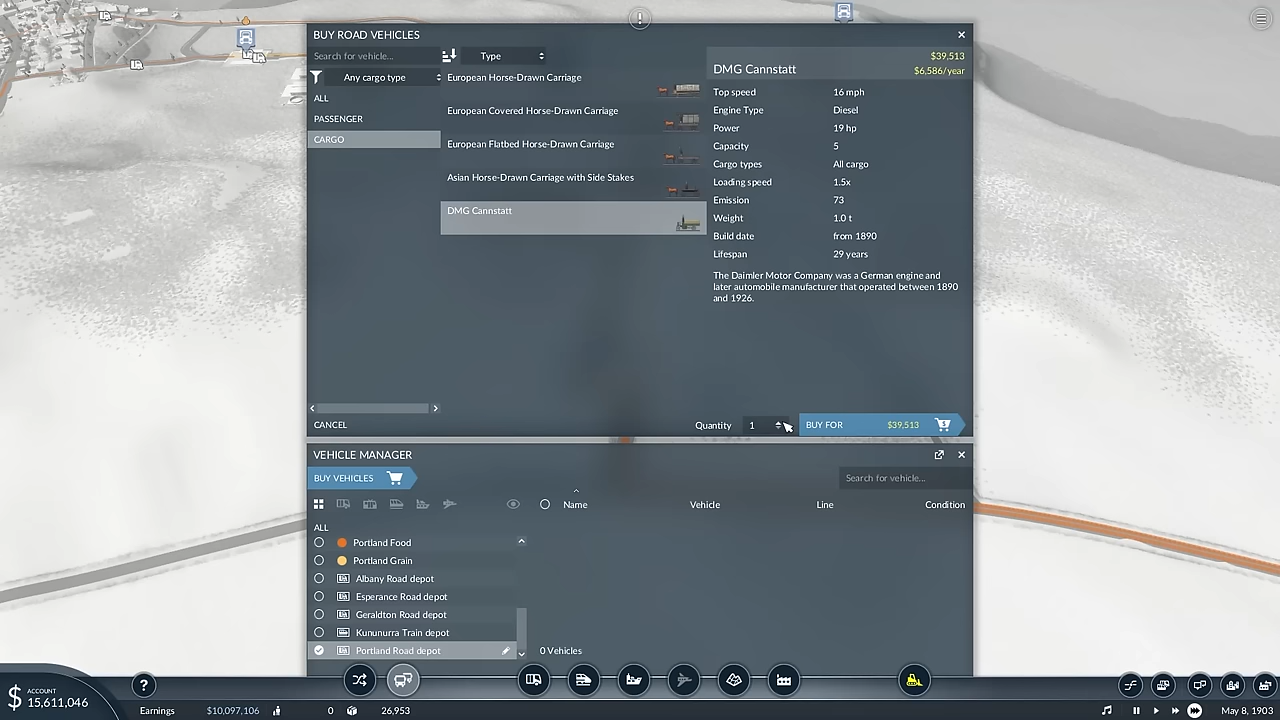 BUY ROAD VEHICLES
Search for vehicle...
Type
Any cargo type
ALL
PASSENGER
CARGO
European Horse-Drawn Carriage
European Covered Horse-Drawn Carriage
European Flatbed Horse-Drawn Carriage
Asian Horse-Drawn Carriage with Side Stakes
DMG Cannstatt
$39,513
DMG Cannstatt
$6,586/year
Top speed 16 mph
Engine Type Diesel
Power 19 hp
Capacity 5
Cargo types All cargo
Loading speed 1.5x
Emission 73
Weight 1.0 t
Build date from 1890
Lifespan 29 years
The Daimler Motor Company was a German engine and
later automobile manufacturer that operated between 1890
and 1926.
CANCEL
Quantity 1
BUY FOR $39,513
VEHICLE MANAGER
BUY VEHICLES
Search for vehicle...
Name Vehicle Line Condition
ALL
Portland Food
Portland Grain
Albany Road depot
Esperance Road depot
Geraldton Road depot
Kununurra Train depot
Portland Road depot
0 Vehicles
$ ACCOUNT
15,611,046
?
Earnings $10,097,106 0 26,953
May 8, 1903